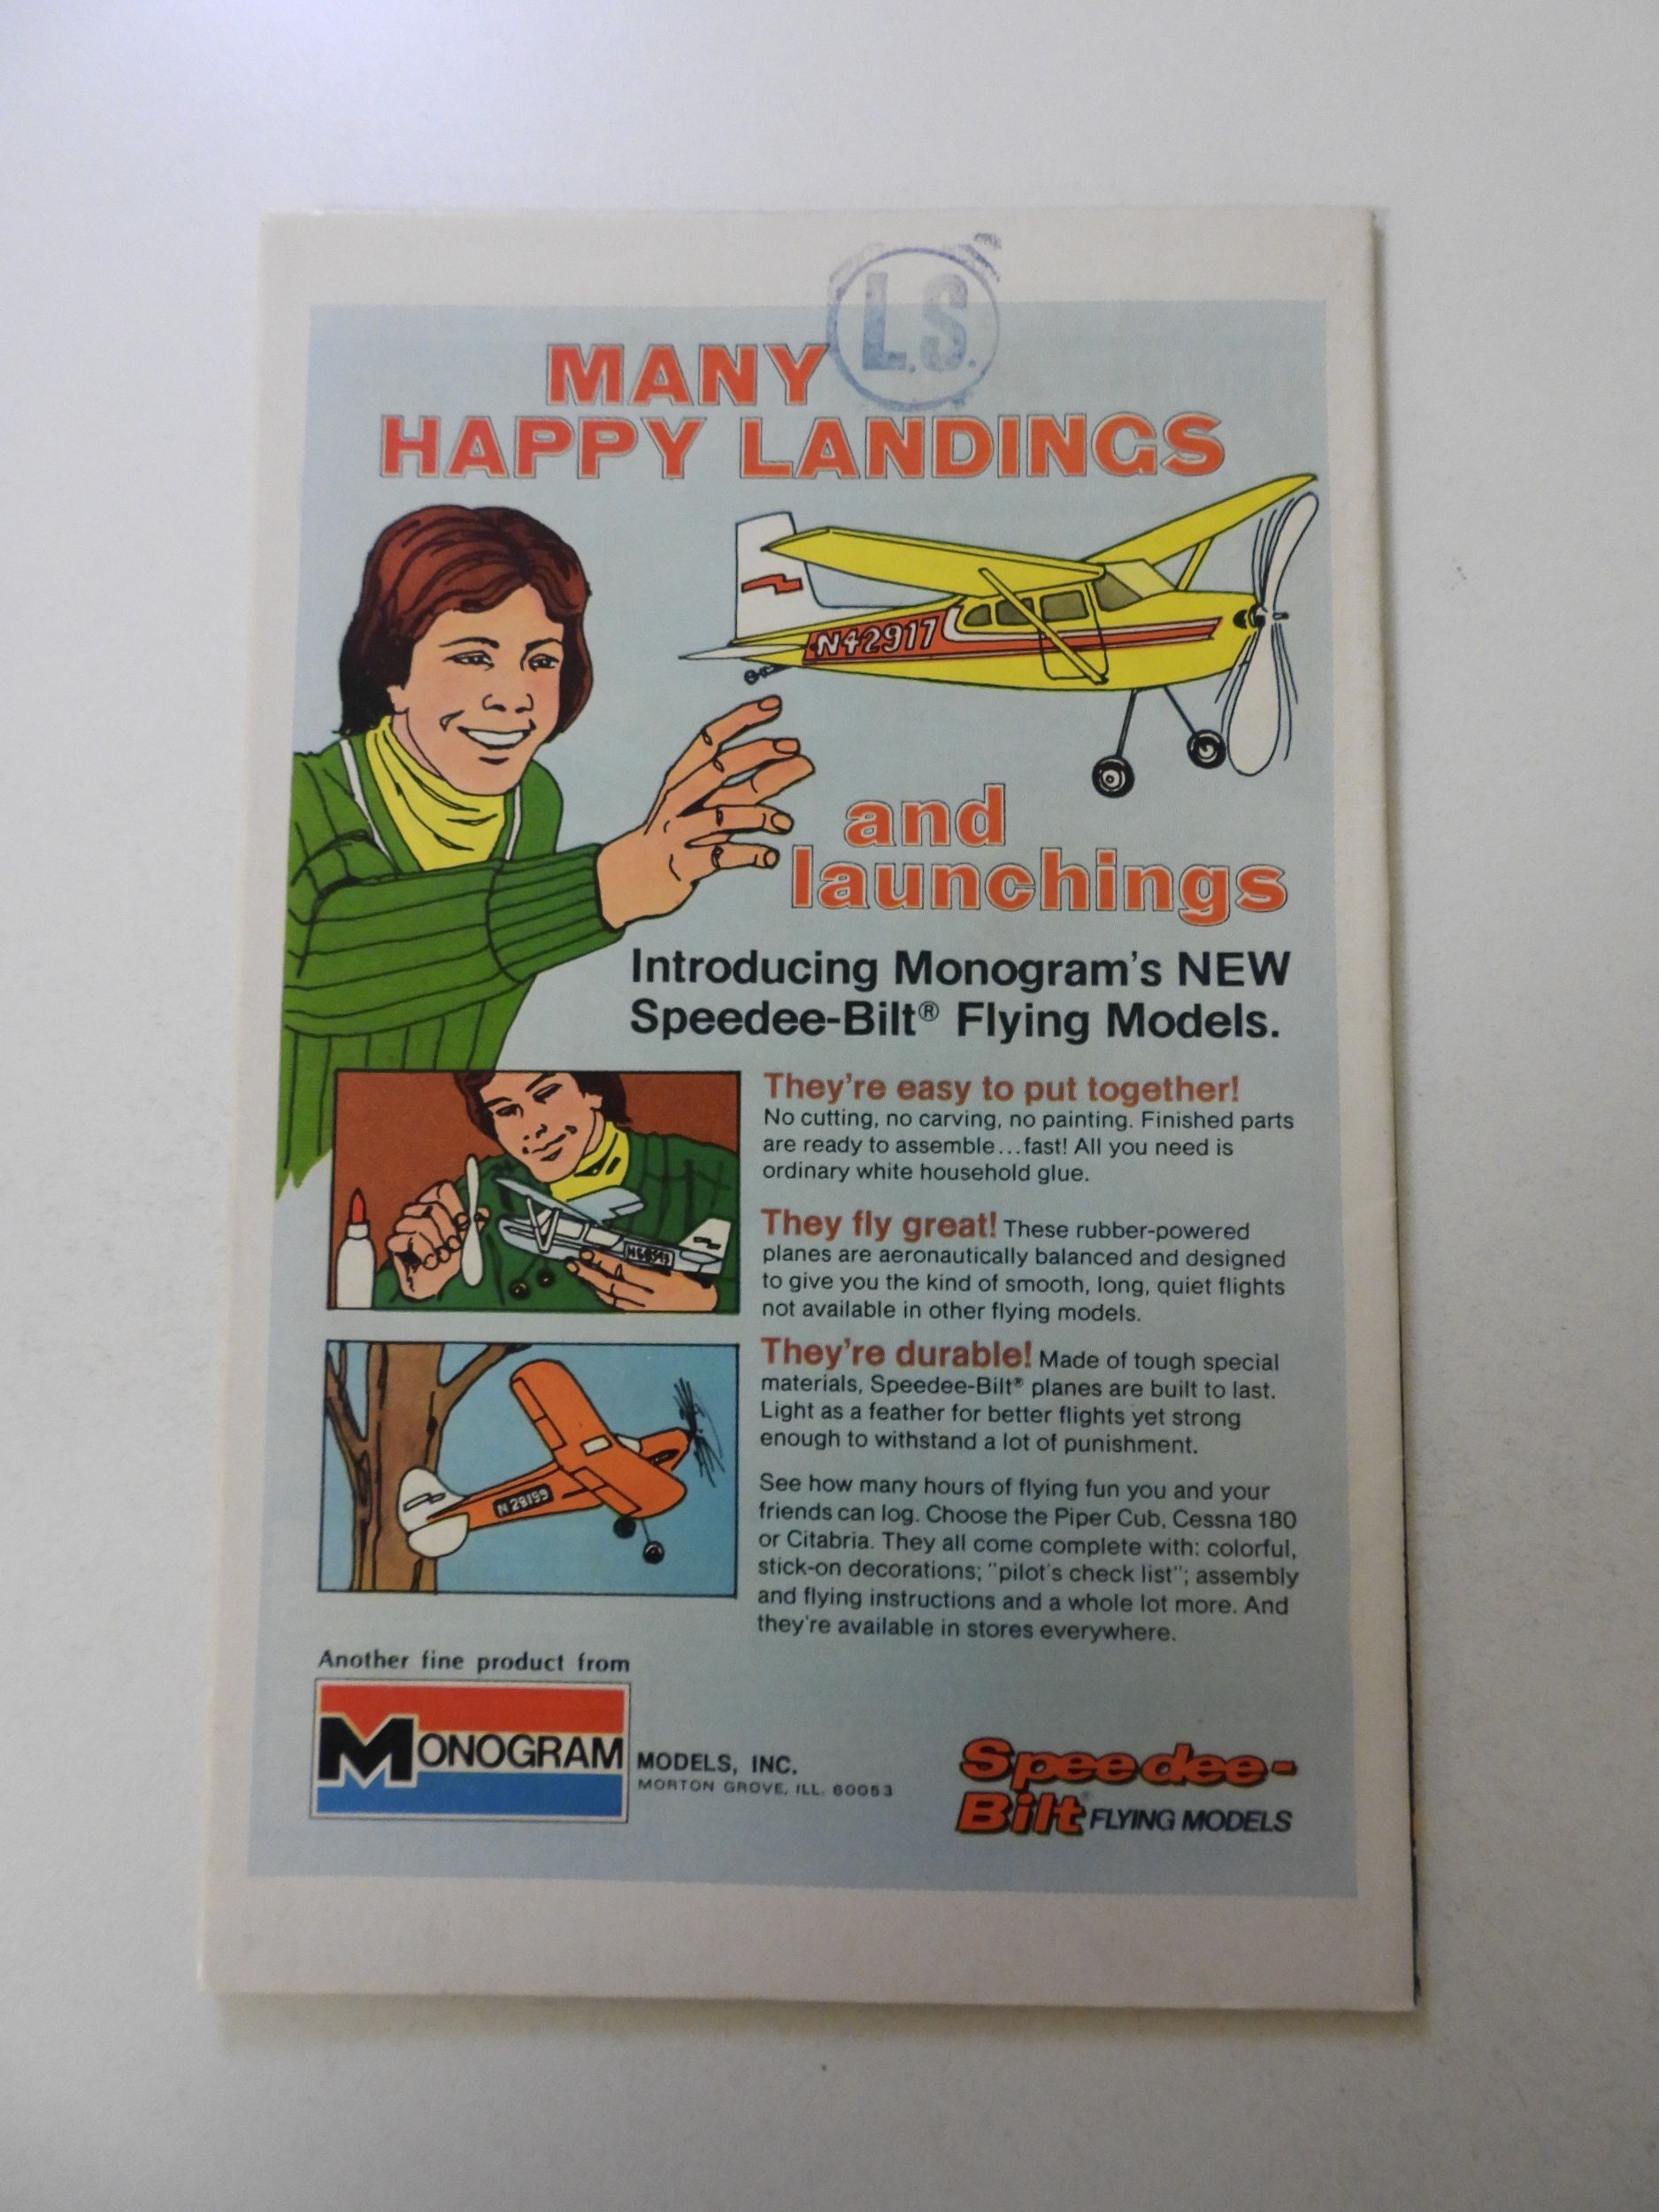 L.S.
MANY
HAPPY LANDINGS
N42917
and
launchings
Introducing Monogram's NEW
Speedee-Bilt® Flying Models.
They're easy to put together!
No cutting, no carving, no painting. Finished parts
are ready to assemble...fast! All you need is
ordinary white household glue.
They fly great! These rubber-powered
planes are aeronautically balanced and designed
to give you the kind of smooth, long, quiet flights
not available in other flying models.
They're durable! Made of tough special
materials, Speedee-Bilt® planes are built to last.
Light as a feather for better flights yet strong
enough to withstand a lot of punishment.
N 28199
See how many hours of flying fun you and your
friends can log. Choose the Piper Cub, Cessna 180
or Citabria. They all come complete with: colorful,
stick-on decorations; "pilot's check list"; assembly
and flying instructions and a whole lot more. And
they're available in stores everywhere.
Another fine product from
MONOGRAM MODELS, INC.
MORTON GROVE, ILL. 60053
Speedee-
Bilt® FLYING MODELS